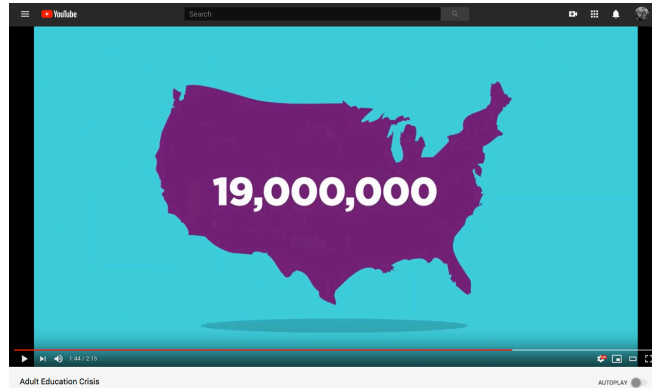 YouTube
Search
19,000,000
1:44 / 2:15
Adult Education Crisis
AUTOPLAY